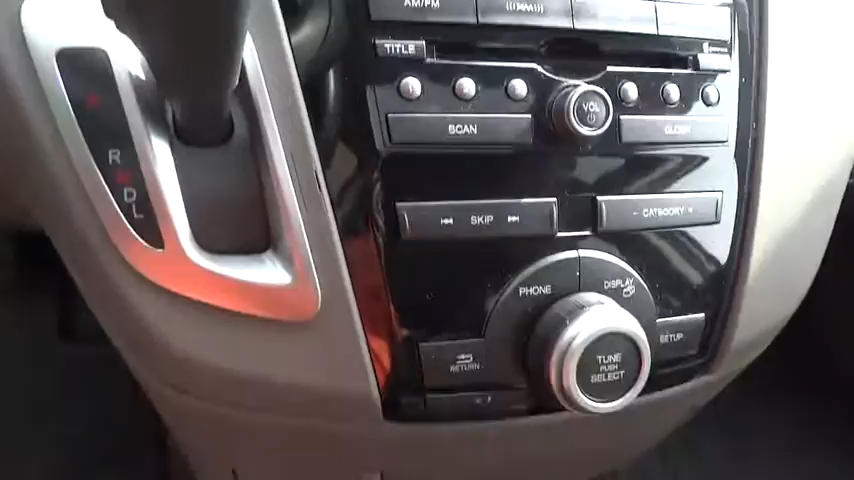 AM/FM
TITLE
VOL
SCAN
CLOCK
SKIP
CATEGORY
PHONE
DISPLAY
RETURN
SETUP
TUNE
PUSH
SELECT
R
D
L